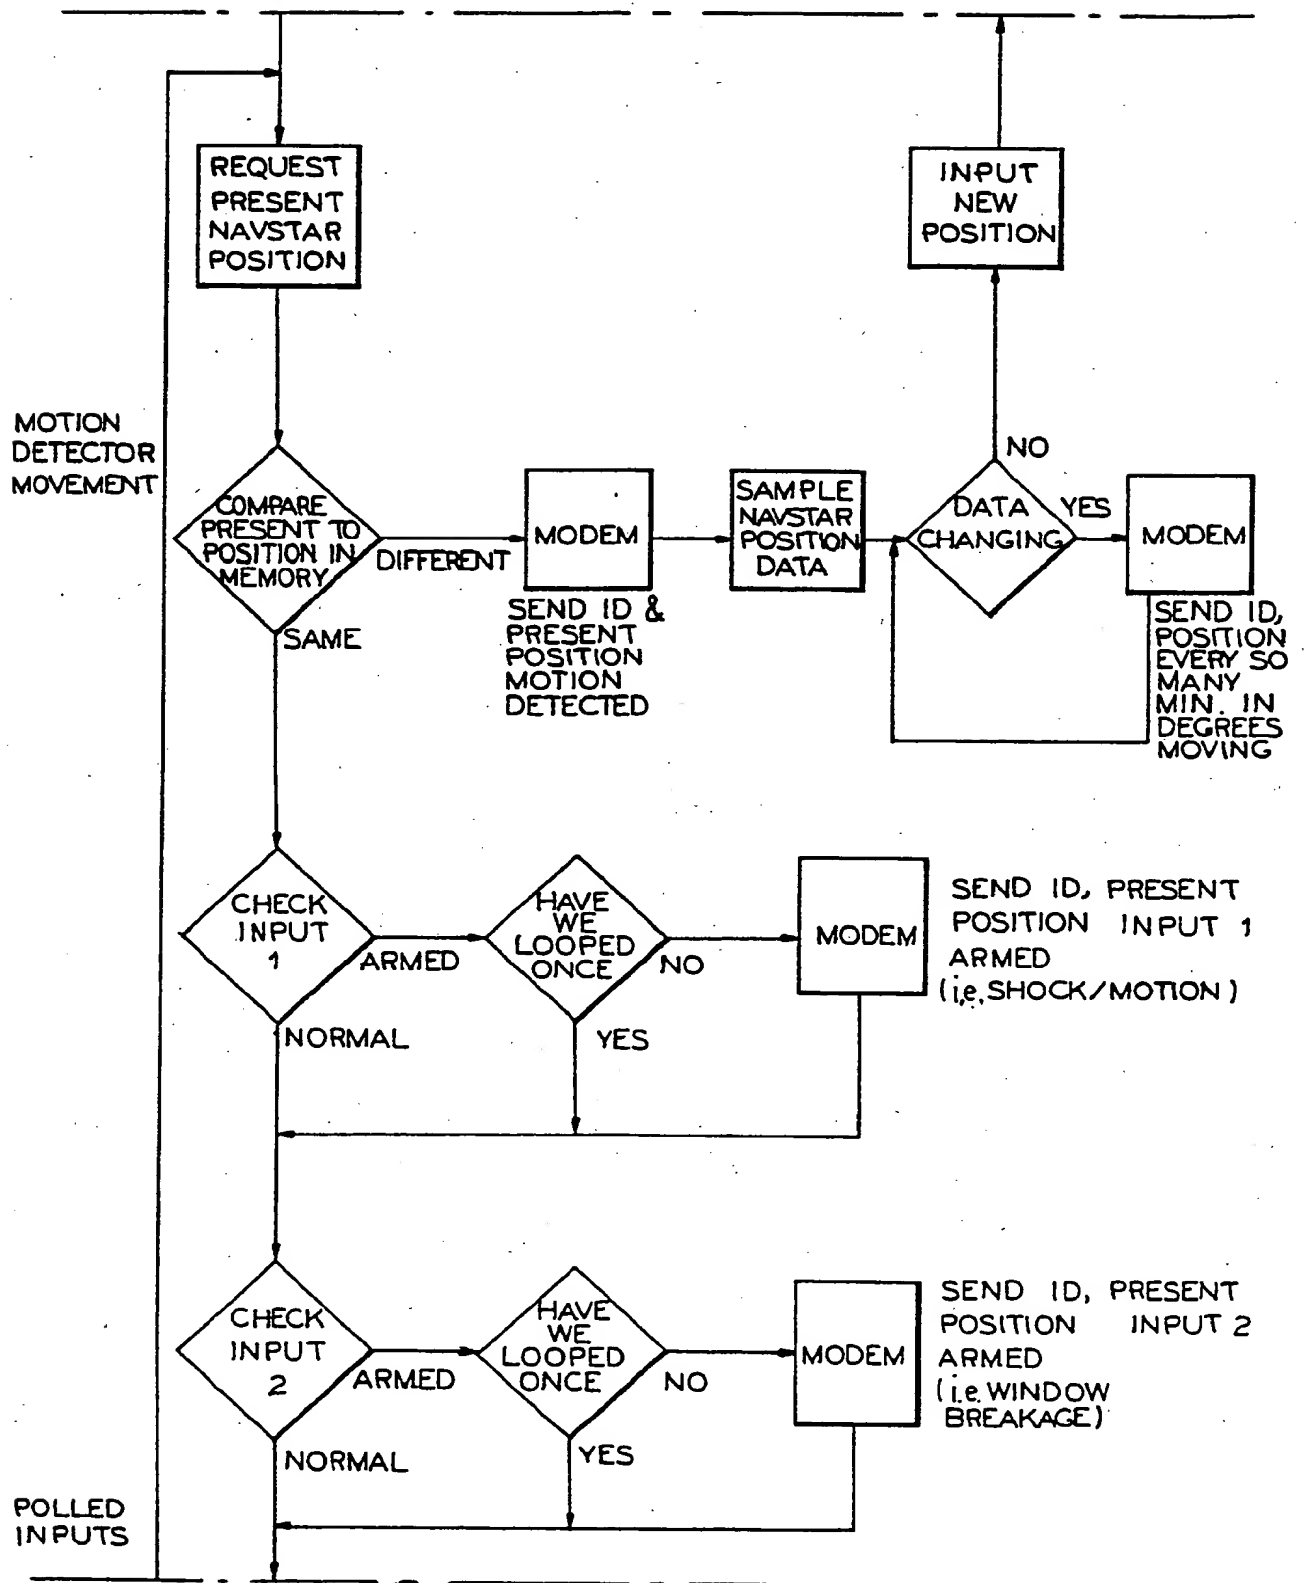 REQUEST
PRESENT
NAVSTAR
POSITION
INPUT
NEW
POSITION
MOTION
DETECTOR
MOVEMENT
COMPARE
PRESENT TO
POSITION IN
MEMORY
DIFFERENT
SAME
MODEM
SEND ID &
PRESENT
POSITION
MOTION
DETECTED
SAMPLE
NAVSTAR
POSITION
DATA
DATA
CHANGING
NO
YES
MODEM
SEND ID,
POSITION
EVERY SO
MANY
MIN. IN
DEGREES
MOVING
CHECK
INPUT
1
ARMED
NORMAL
HAVE
WE
LOOPED
ONCE
NO
YES
MODEM
SEND ID, PRESENT
POSITION INPUT 1
ARMED
(i,e, SHOCK/MOTION)
CHECK
INPUT
2
ARMED
NORMAL
HAVE
WE
LOOPED
ONCE
NO
YES
MODEM
SEND ID, PRESENT
POSITION INPUT 2
ARMED
(i.e. WINDOW
BREAKAGE)
POLLED
INPUTS